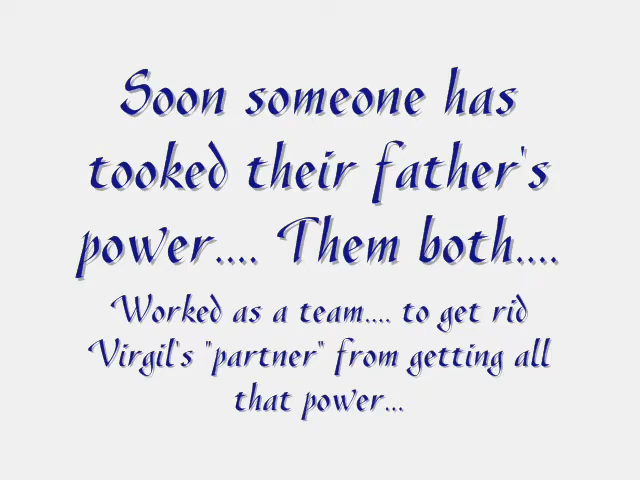 Soon someone has
tooked their father's
power.... Them both....
Worked as a team.... to get rid
Virgil's "partner" from getting all
that power...